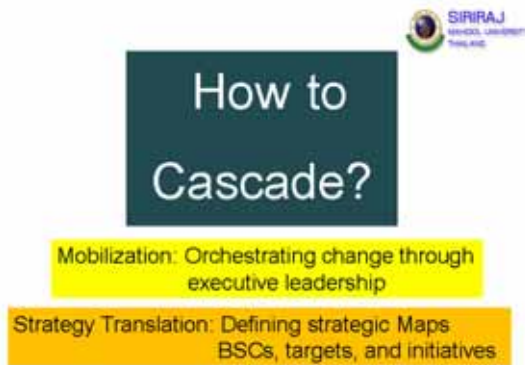 SIRIRAJ
MAHIDOL UNIVERSITY
THAILAND
How to
Cascade?
Mobilization: Orchestrating change through
executive leadership
Strategy Translation: Defining strategic Maps
BSCs, targets, and initiatives